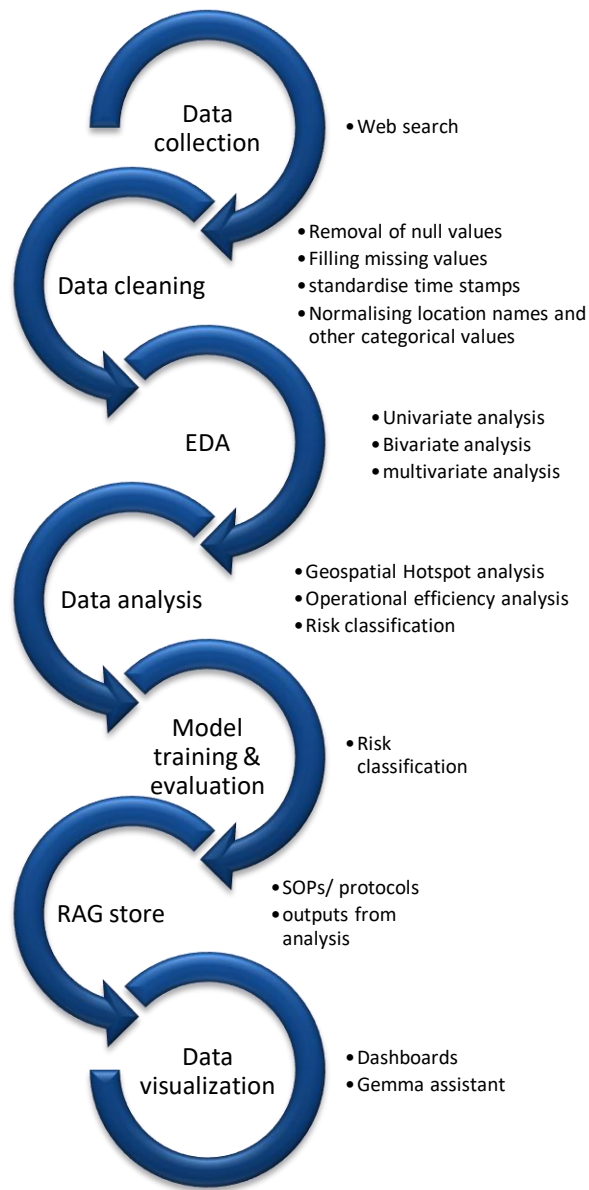 Data
collection
• Web search
Data cleaning
• Removal of null values
• Filling missing values
• standardise time stamps
• Normalising location names and
other categorical values
EDA
• Univariate analysis
• Bivariate analysis
• multivariate analysis
Data analysis
• Geospatial Hotspot analysis
• Operational efficiency analysis
• Risk classification
Model
training &
evaluation
• Risk
classification
RAG store
• SOPs/ protocols
• outputs from
analysis
Data
visualization
• Dashboards
• Gemma assistant